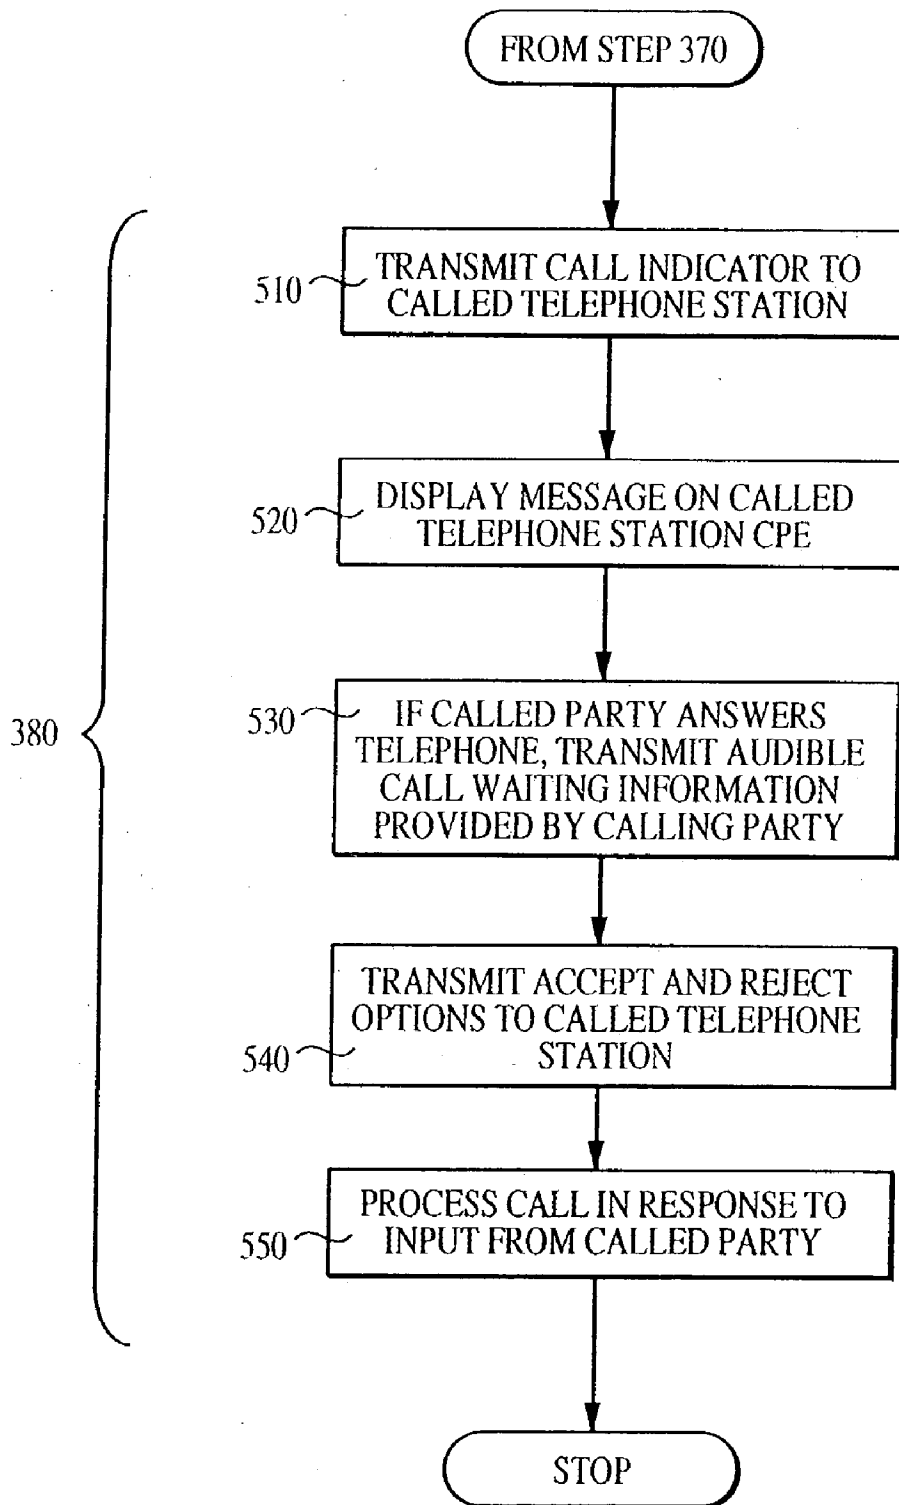 FROM STEP 370
510
TRANSMIT CALL INDICATOR TO
CALLED TELEPHONE STATION
520
DISPLAY MESSAGE ON CALLED
TELEPHONE STATION CPE
380
530
IF CALLED PARTY ANSWERS
TELEPHONE, TRANSMIT AUDIBLE
CALL WAITING INFORMATION
PROVIDED BY CALLING PARTY
540
TRANSMIT ACCEPT AND REJECT
OPTIONS TO CALLED TELEPHONE
STATION
550
PROCESS CALL IN RESPONSE TO
INPUT FROM CALLED PARTY
STOP